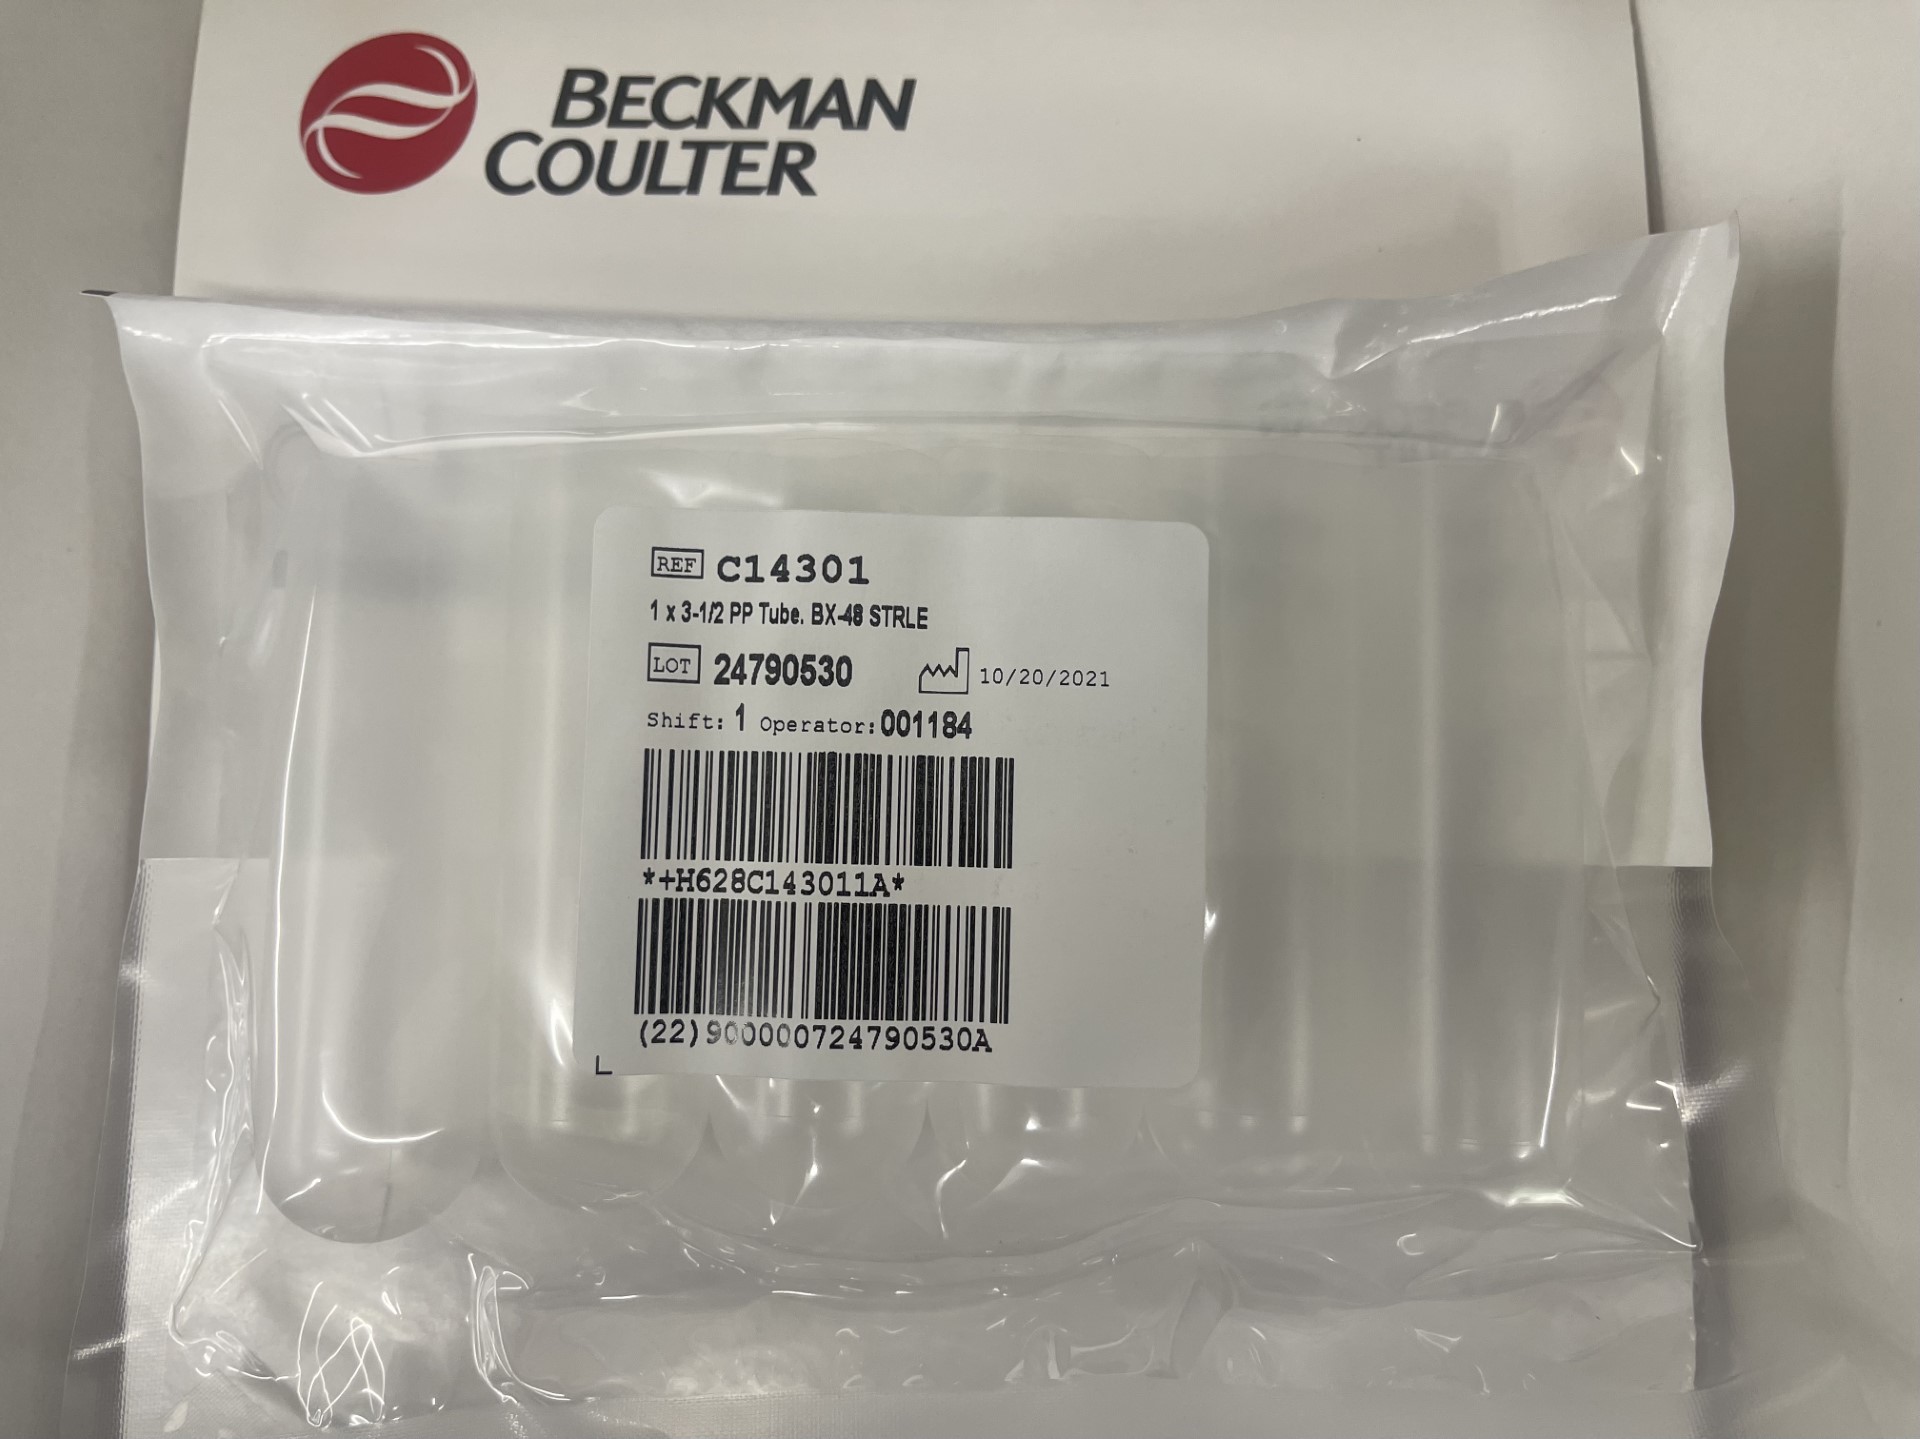 BECKMAN
COULTER
REF C14301
1 x 3-1/2 PP Tube. BX-48 STRLE
LOT 24790530 10/20/2021
Shift: 1 Operator: 001184
*+H628C143011A*
(22)900000724790530A